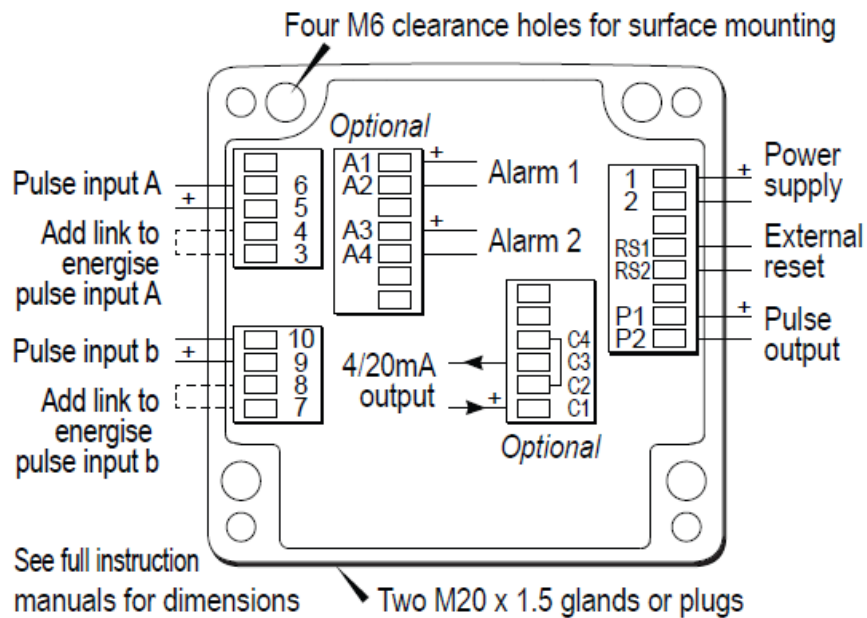 Four M6 clearance holes for surface mounting
Optional
Pulse input A
+
6
5
Add link to
energise
pulse input A
4
3
A1
A2
A3
A4
+
Alarm 1
+
Alarm 2
1
2
RS1
RS2
P1
P2
+
Power
supply
External
reset
+
Pulse
output
Pulse input b
+
10
9
8
7
Add link to
energise
pulse input b
4/20mA
output
+
C4
C3
C2
C1
Optional
See full instruction
manuals for dimensions
Two M20 x 1.5 glands or plugs